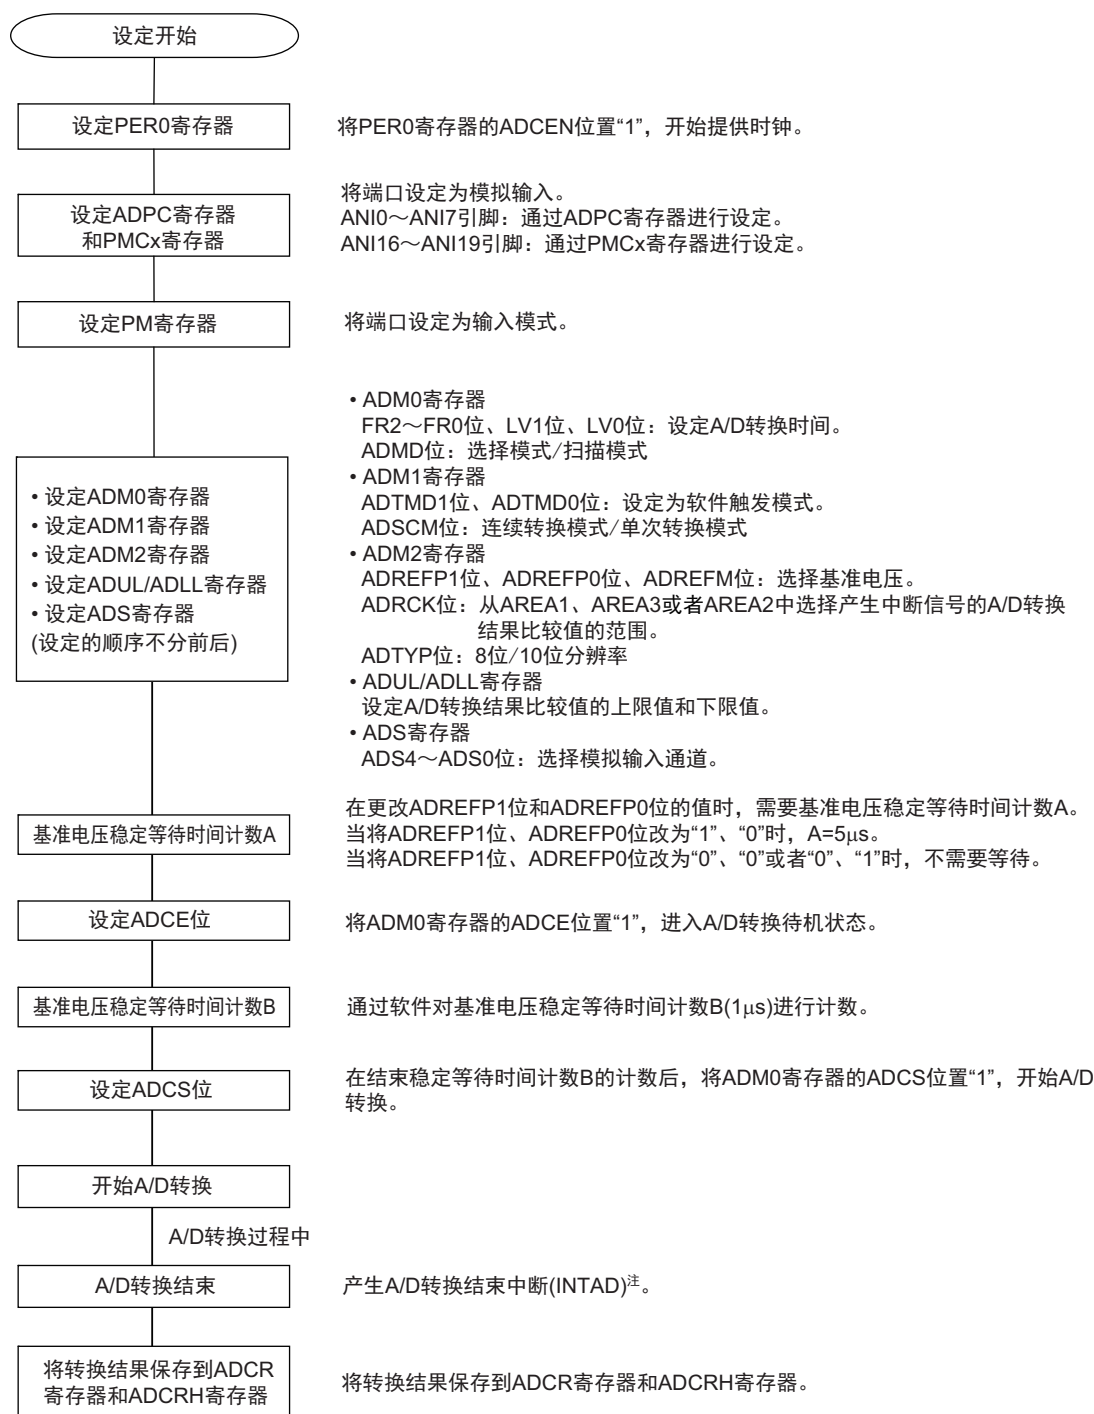 设定开始
设定PER0寄存器
将PER0寄存器的ADCEN位置“1”，开始提供时钟。
设定ADPC寄存器
和PMCx寄存器
将端口设定为模拟输入。
ANI0～ANI7引脚：通过ADPC寄存器进行设定。
ANI16～ANI19引脚：通过PMCx寄存器进行设定。
设定PM寄存器
将端口设定为输入模式。
• 设定ADM0寄存器
• 设定ADM1寄存器
• 设定ADM2寄存器
• 设定ADUL/ADLL寄存器
• 设定ADS寄存器
(设定的顺序不分前后)
• ADM0寄存器
FR2～FR0位、LV1位、LV0位：设定A/D转换时间。
ADMD位：选择模式/扫描模式
• ADM1寄存器
ADTMD1位、ADTMD0位：设定为软件触发模式。
ADSCM位：连续转换模式/单次转换模式
• ADM2寄存器
ADREFP1位、ADREFP0位、ADREFM位：选择基准电压。
ADRCK位：从AREA1、AREA3或者AREA2中选择产生中断信号的A/D转换
结果比较值的范围。
ADTYP位：8位/10位分辨率
• ADUL/ADLL寄存器
设定A/D转换结果比较值的上限值和下限值。
• ADS寄存器
ADS4～ADS0位：选择模拟输入通道。
基准电压稳定等待时间计数A
在更改ADREFP1位和ADREFP0位的值时，需要基准电压稳定等待时间计数A。
当将ADREFP1位、ADREFP0位改为“1”、“0”时，A=5μs。
当将ADREFP1位、ADREFP0位改为“0”、“0”或者“0”、“1”时，不需要等待。
设定ADCE位
将ADM0寄存器的ADCE位置“1”，进入A/D转换待机状态。
基准电压稳定等待时间计数B
通过软件对基准电压稳定等待时间计数B(1μs)进行计数。
设定ADCS位
在结束稳定等待时间计数B的计数后，将ADM0寄存器的ADCS位置“1”，开始A/D
转换。
开始A/D转换
A/D转换过程中
A/D转换结束
产生A/D转换结束中断(INTAD)注。
将转换结果保存到ADCR
寄存器和ADCRH寄存器
将转换结果保存到ADCR寄存器和ADCRH寄存器。